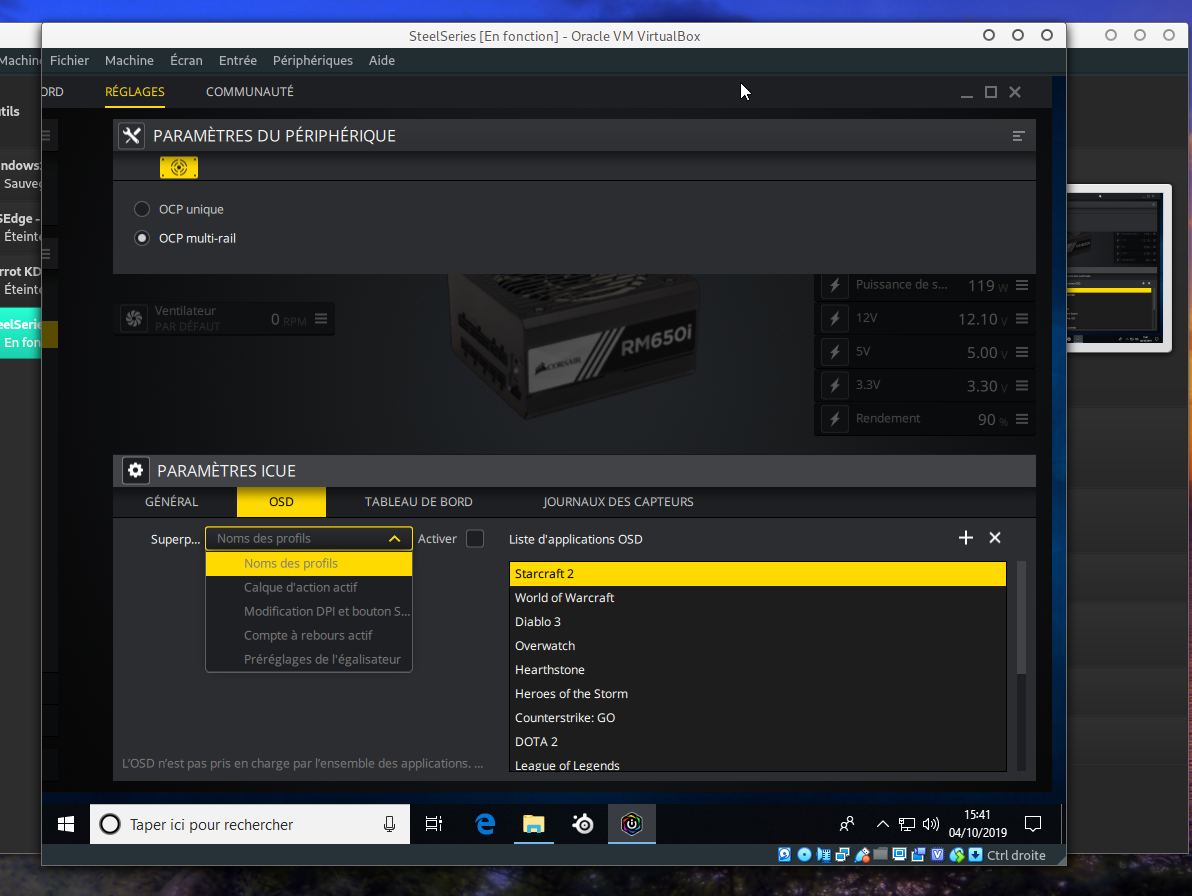 SteelSeries [En fonction] - Oracle VM VirtualBox
Machine
Fichier Machine Écran Entrée Périphériques Aide
ORD RÉGLAGES COMMUNAUTÉ
tils
PARAMÈTRES DU PÉRIPHÉRIQUE
ndows
Sauveg
OCP unique
SEdge -
Éteinte
OCP multi-rail
rrot KD
Éteinte
Puissance de s... 119 W
Ventilateur
PAR DÉFAUT
0 RPM
12V 12.10 V
eelSerie
En fon
CORSAIR RM650i
5V 5.00 V
3.3V 3.30 V
Rendement 90 %
PARAMÈTRES ICUE
GÉNÉRAL OSD TABLEAU DE BORD JOURNAUX DES CAPTEURS
Superp... Noms des profils Activer Liste d'applications OSD
Noms des profils
Calque d'action actif
Modification DPI et bouton S...
Compte à rebours actif
Préréglages de l'égalisateur
Starcraft 2
World of Warcraft
Diablo 3
Overwatch
Hearthstone
Heroes of the Storm
Counterstrike: GO
DOTA 2
League of Legends
L'OSD n'est pas pris en charge par l'ensemble des applications. ...
Taper ici pour rechercher
15:41
04/10/2019
Ctrl droite